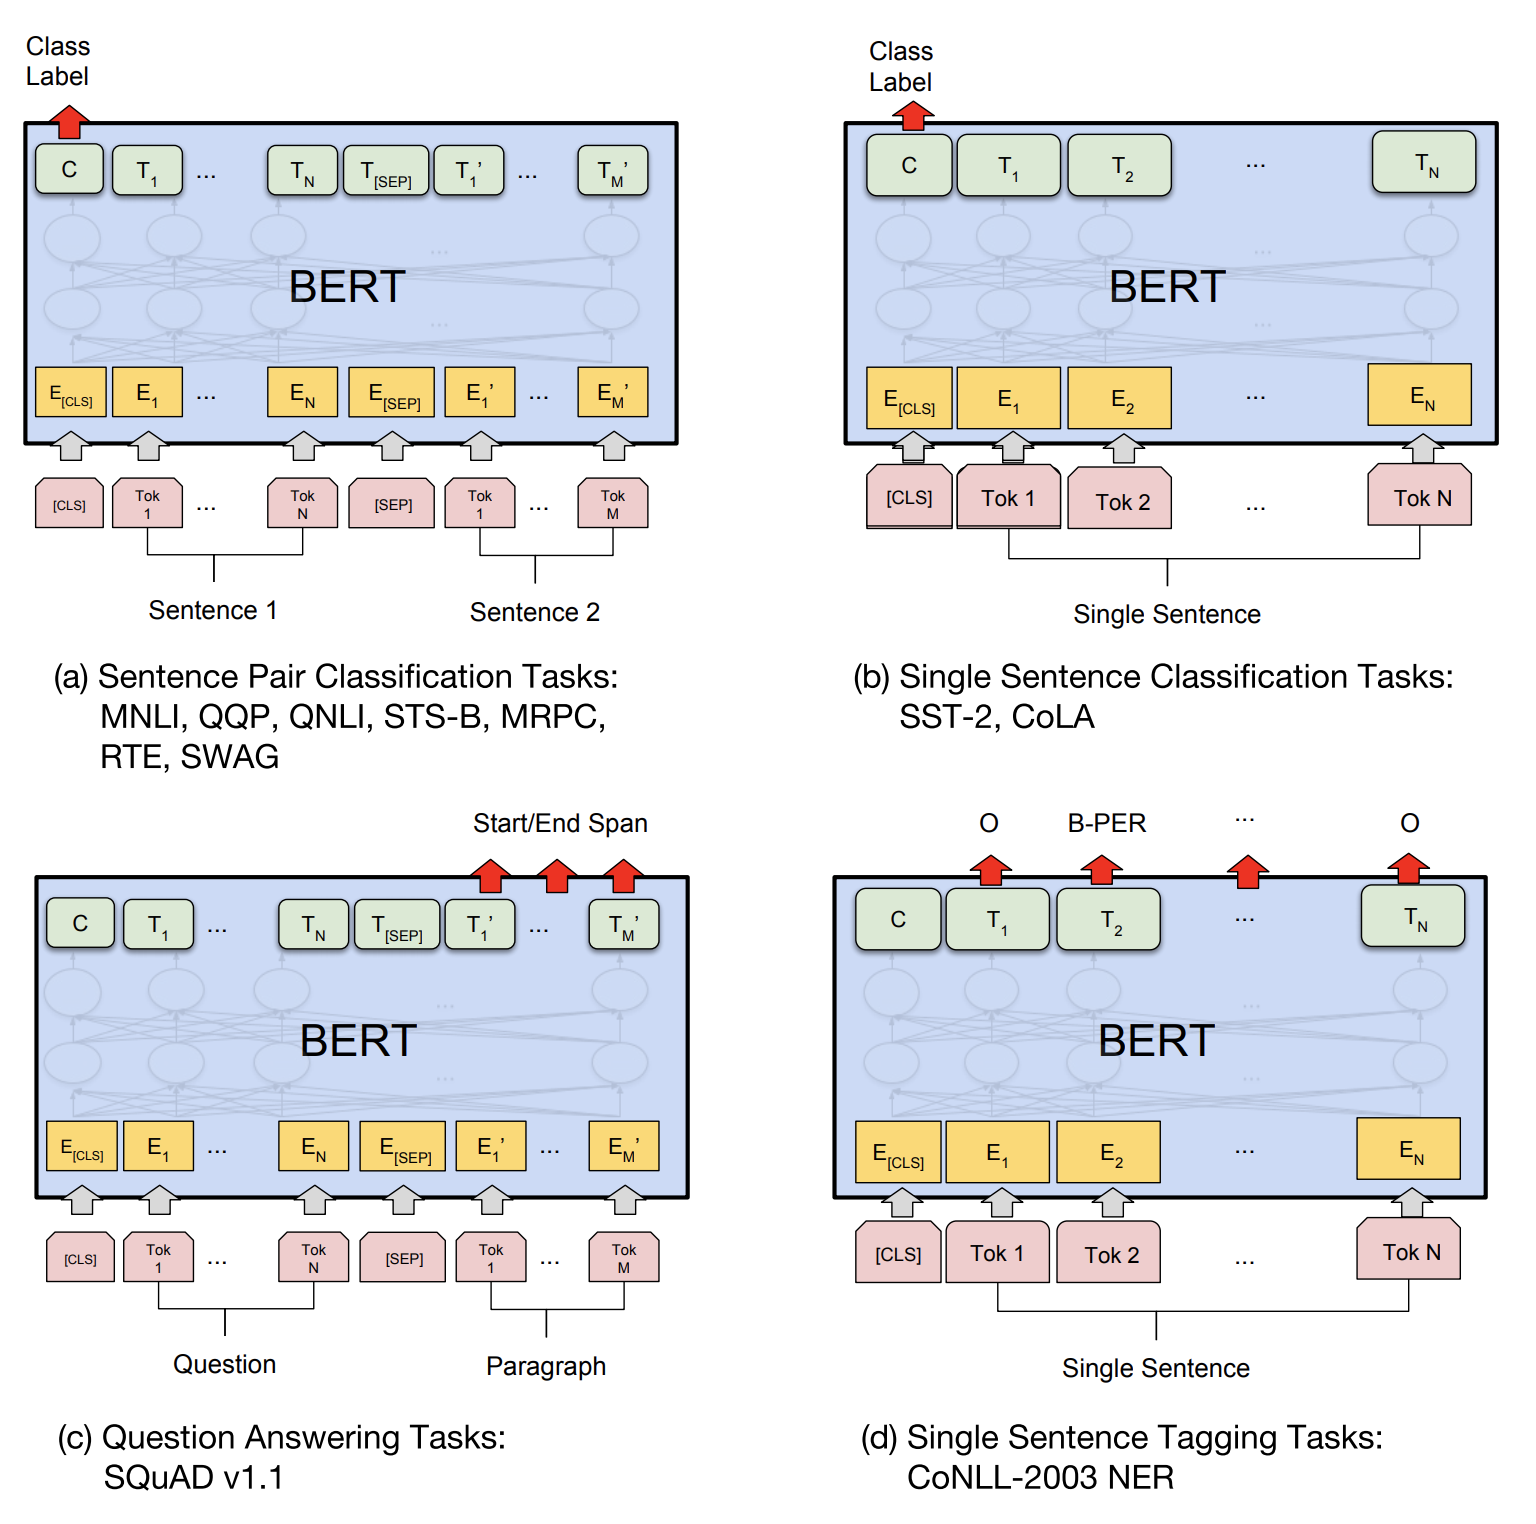 Class
Label
C T1 ... TN T[SEP] T1' ... TM'
...
BERT
...
E[CLS] E1 ... EN E[SEP] E1' ... EM'
[CLS] Tok 1 ... Tok N [SEP] Tok 1 ... Tok M
Sentence 1 Sentence 2
(a) Sentence Pair Classification Tasks:
MNLI, QQP, QNLI, STS-B, MRPC,
RTE, SWAG
Class
Label
C T1 T2 ... TN
...
BERT
...
E[CLS] E1 E2 ... EN
[CLS] Tok 1 Tok 2 ... Tok N
Single Sentence
(b) Single Sentence Classification Tasks:
SST-2, CoLA
Start/End Span
C T1 ... TN T[SEP] T1' ... TM'
...
BERT
...
E[CLS] E1 ... EN E[SEP] E1' ... EM'
[CLS] Tok 1 ... Tok N [SEP] Tok 1 ... Tok M
Question Paragraph
(c) Question Answering Tasks:
SQuAD v1.1
O B-PER ... O
C T1 T2 ... TN
...
BERT
...
E[CLS] E1 E2 ... EN
[CLS] Tok 1 Tok 2 ... Tok N
Single Sentence
(d) Single Sentence Tagging Tasks:
CoNLL-2003 NER